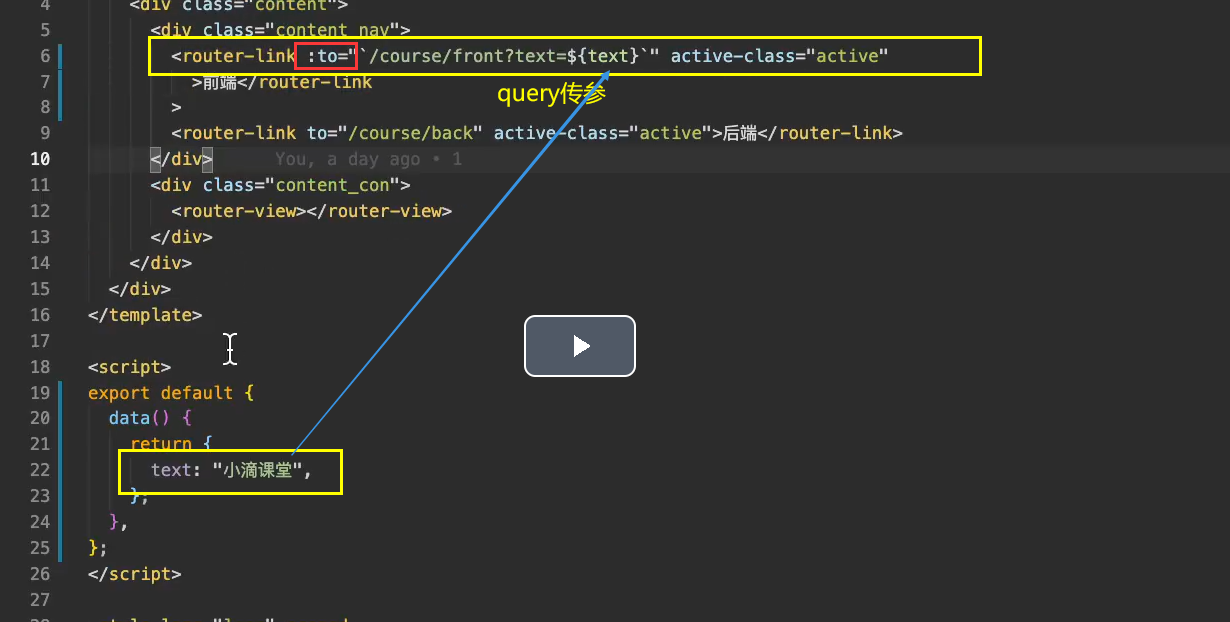 4 <div class="content">
5 <div class="content_nav">
6 <router-link :to="`/course/front?text=${text}`" active-class="active"
7 >前端</router-link
query传参
8 >
9 <router-link to="/course/back" active-class="active">后端</router-link>
10 </div> You, a day ago • 1
11 <div class="content_con">
12 <router-view></router-view>
13 </div>
14 </div>
15 </div>
16 </template>
17
18 <script>
19 export default {
20 data() {
21 return {
22 text: "小滴课堂",
23 };
24 },
25 };
26 </script>
27